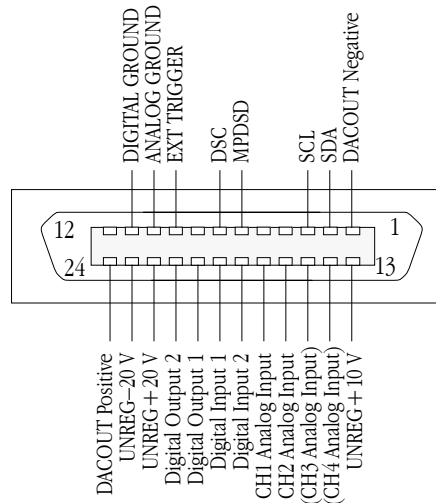 DIGITAL GROUND
ANALOG GROUND
EXT TRIGGER
DSC
MPDSD
SCL
SDA
DACOUT Negative
12
1
24
13
DACOUT Positive
UNREG−20 V
UNREG+20 V
Digital Output 2
Digital Output 1
Digital Input 1
Digital Input 2
CH1 Analog Input
CH2 Analog Input
(CH3 Analog Input)
(CH4 Analog Input)
UNREG+10 V